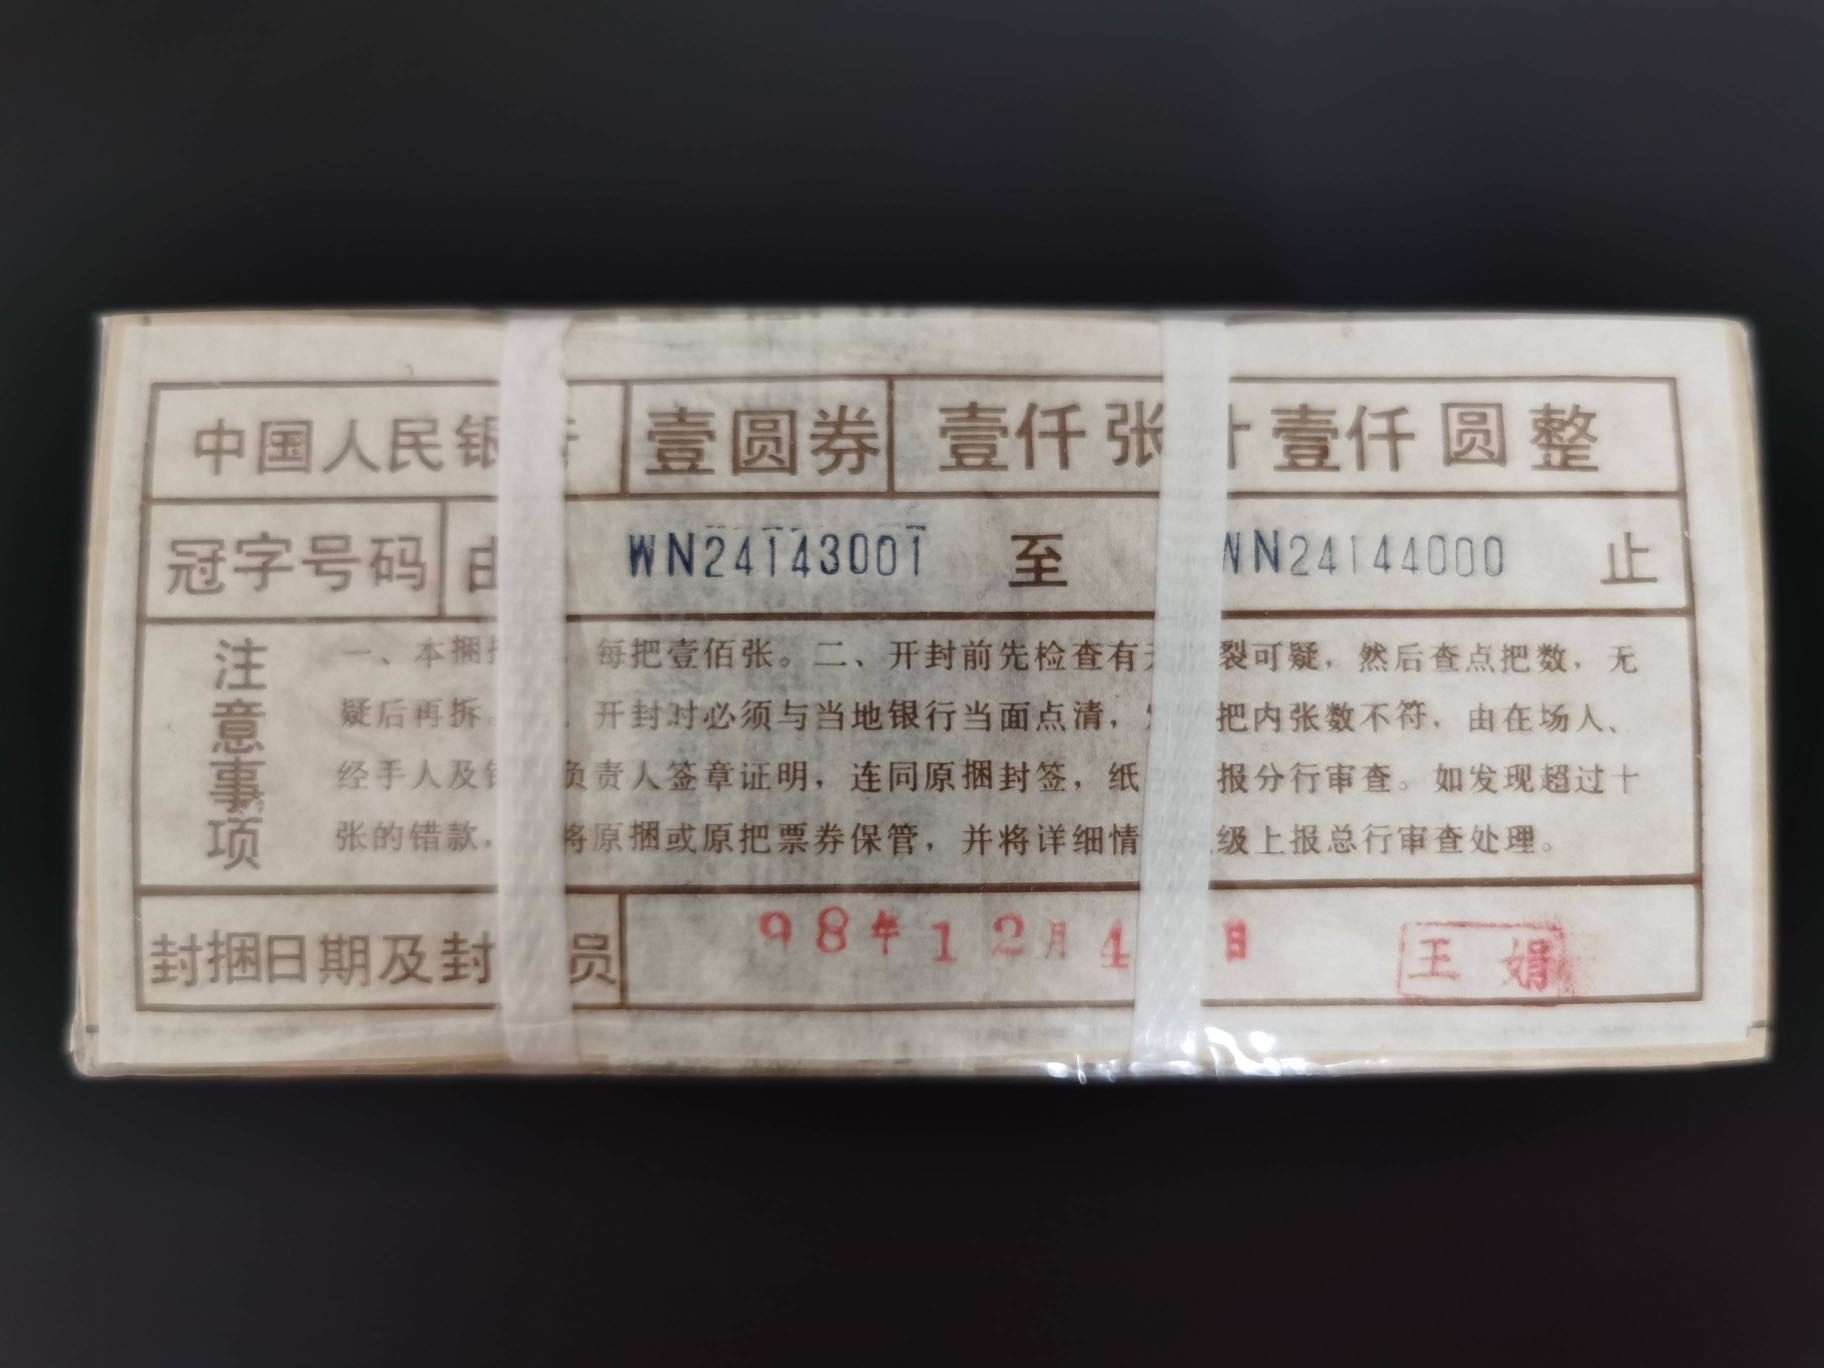 中国人民银 壹圆券 壹仟张计壹仟圆整
冠字号码 由 WN24143001 至 WN24144000 止
注意事项
一、本捆 每把壹佰张。二、开封前先检查有 裂可疑，然后查点把数，无
疑后再拆。 开封时必须与当地银行当面点清， 把内张数不符，由在场人、
经手人及 负责人签章证明，连同原捆封签，纸 报分行审查。如发现超过十
张的错款， 将原捆或原把票券保管，并将详细情 级上报总行审查处理。
封捆日期及封 员 98年12月4日 王娟